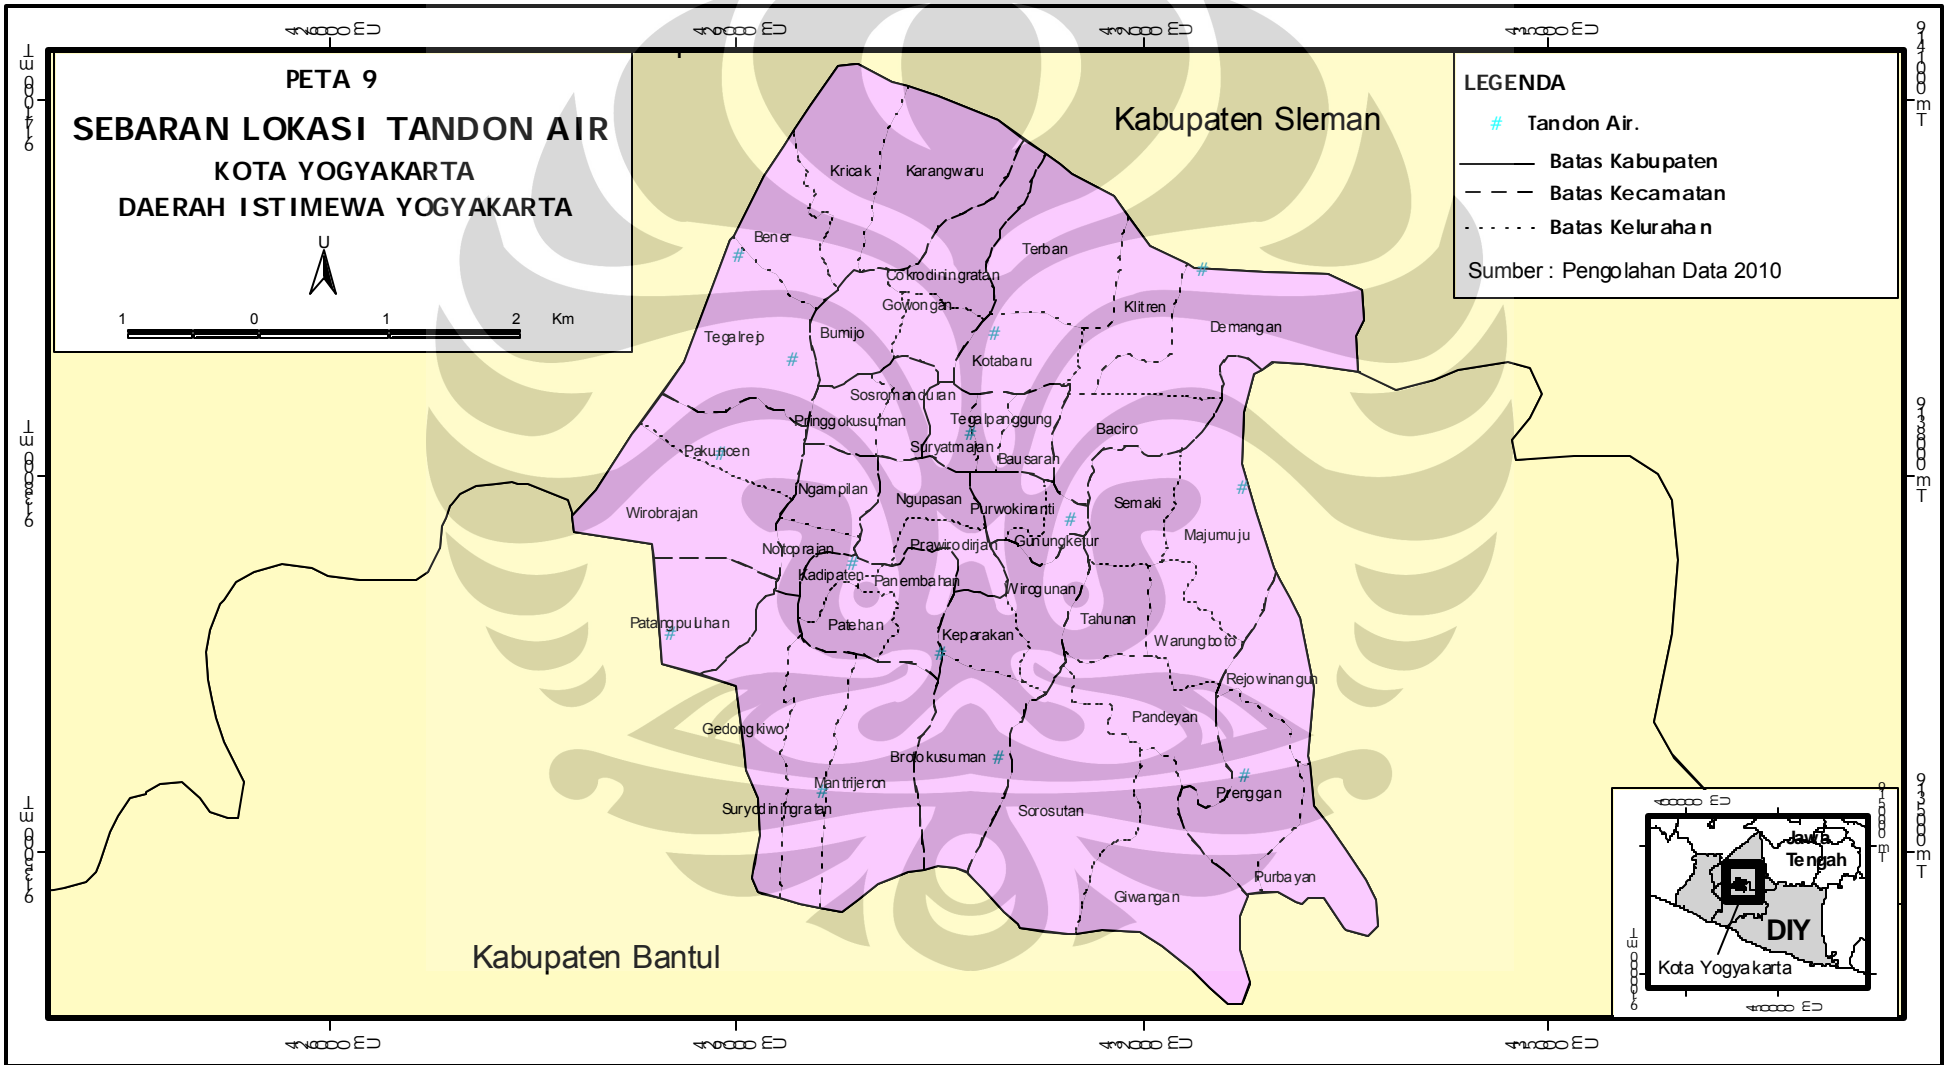 PETA 9
SEBARAN LOKASI TANDON AIR
KOTA YOGYAKARTA
DAERAH ISTIMEWA YOGYAKARTA
U
1 0 1 2 Km
Kabupaten Sleman
LEGENDA
# Tandon Air.
Batas Kabupaten
Batas Kecamatan
Batas Kelurahan
Sumber : Pengolahan Data 2010
Kricak
Karangwaru
Bener
Terban
Cokrodiningratan
Gowongan
Klitren
Tegalrejo
Bumijo
Demangan
Kotabaru
Sosromanduran
Pringgokusuman
Tegalpanggung
Baciro
Pakuncen
Suryatmajan
Bausaran
Ngampilan
Ngupasan
Purwokinanti
Semaki
Wirobrajan
Majumuju
Notoprajan
Prawirodirjan
Gunungketur
Kadipaten
Panembahan
Wirogunan
Patangpuluhan
Patehan
Keparakan
Tahunan
Warungboto
Rejowinangun
Gedongkiwo
Pandeyan
Brotokusuman
Mantrijeron
Prenggan
Suryodiningratan
Sorosutan
Purbayan
Giwangan
Kabupaten Bantul
Jawa
Tengah
DIY
Kota Yogyakarta